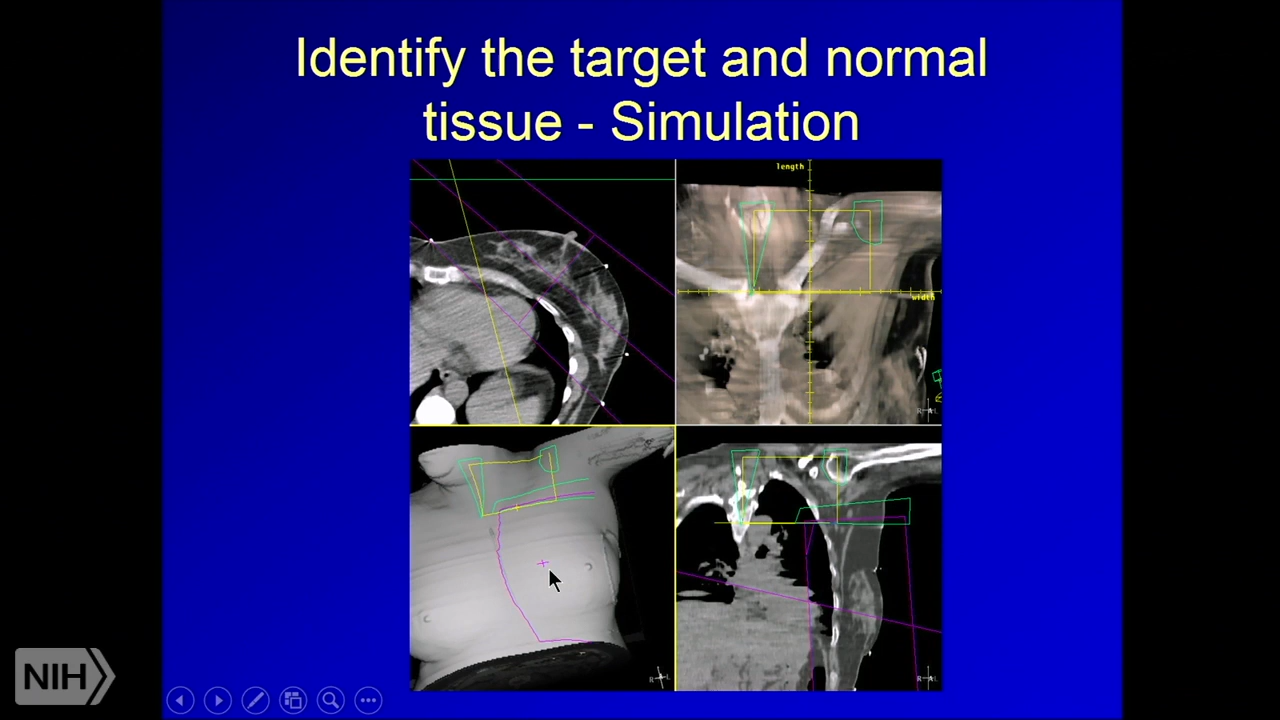 Identify the target and normal
tissue - Simulation
length
width
R L
R L
R L
NIH